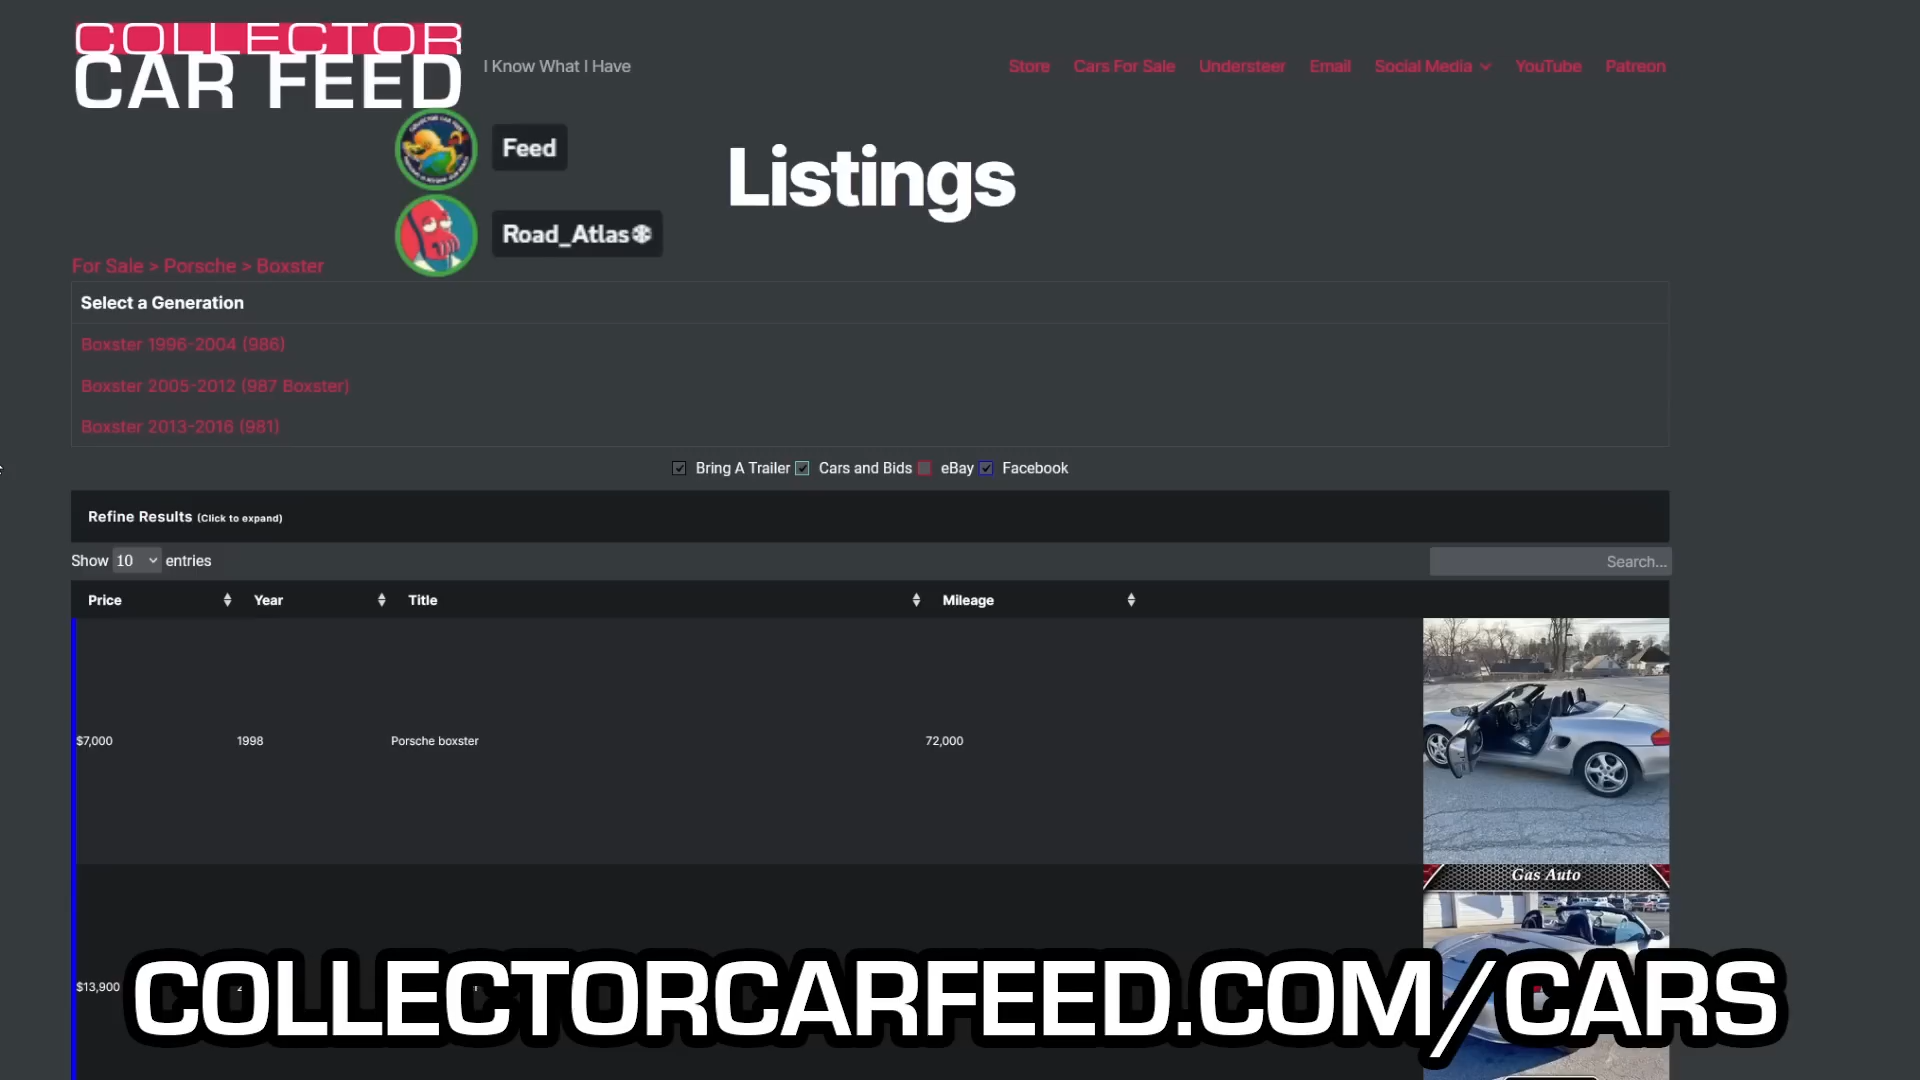 COLLECTOR
CAR FEED
I Know What I Have
Store Cars For Sale Understeer Email Social Media YouTube Patreon
Feed
Listings
Road_Atlas
For Sale > Porsche > Boxster
Select a Generation
Boxster 1996-2004 (986)
Boxster 2005-2012 (987 Boxster)
Boxster 2013-2016 (981)
Bring A Trailer Cars and Bids eBay Facebook
Refine Results (Click to expand)
Show 10 entries Search...
Price Year Title Mileage
$7,000 1998 Porsche boxster 72,000
Gas Auto
$13,900
COLLECTORCARFEED.COM/CARS